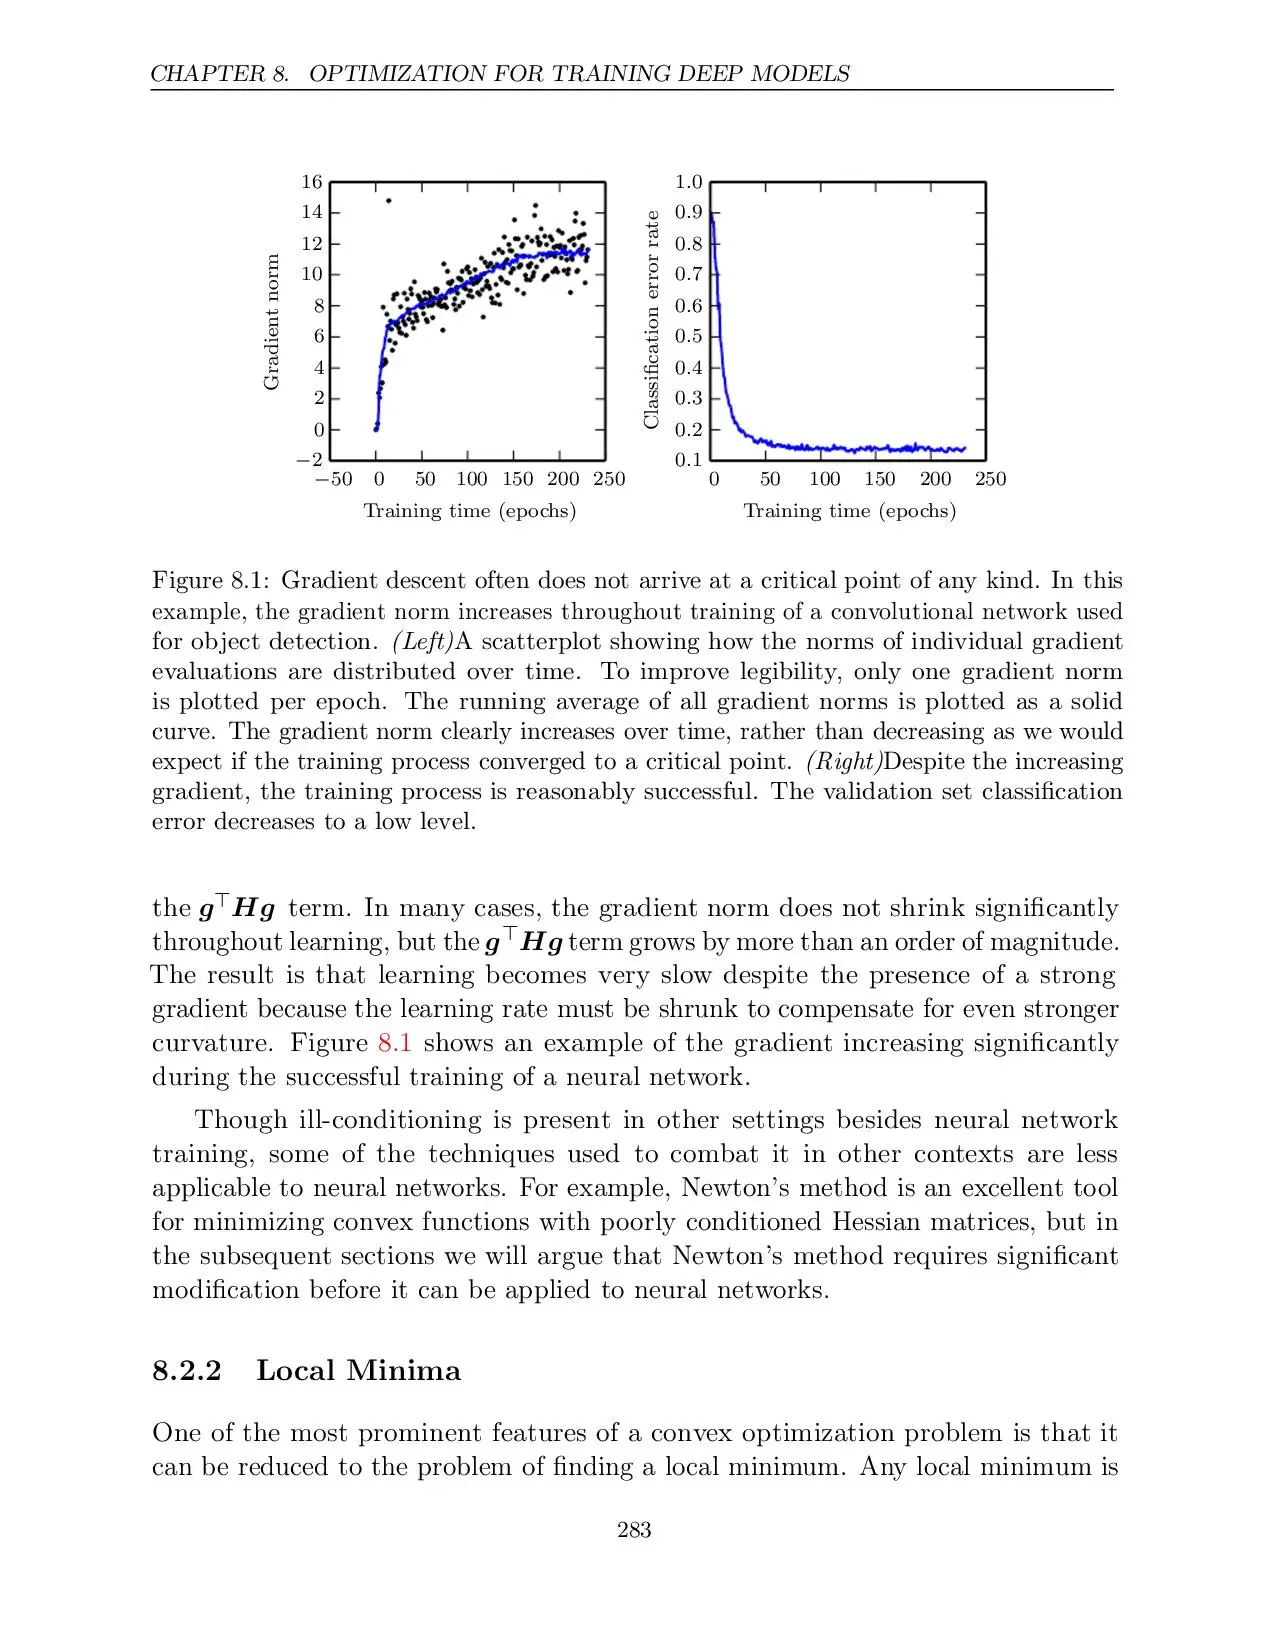 CHAPTER 8. OPTIMIZATION FOR TRAINING DEEP MODELS
16
14
12
10
8
6
4
2
0
−2
−50 0 50 100 150 200 250
Training time (epochs)
Gradient norm
1.0
0.9
0.8
0.7
0.6
0.5
0.4
0.3
0.2
0.1
0 50 100 150 200 250
Training time (epochs)
Classification error rate
Figure 8.1: Gradient descent often does not arrive at a critical point of any kind. In this
example, the gradient norm increases throughout training of a convolutional network used
for object detection. (Left)A scatterplot showing how the norms of individual gradient
evaluations are distributed over time. To improve legibility, only one gradient norm
is plotted per epoch. The running average of all gradient norms is plotted as a solid
curve. The gradient norm clearly increases over time, rather than decreasing as we would
expect if the training process converged to a critical point. (Right)Despite the increasing
gradient, the training process is reasonably successful. The validation set classification
error decreases to a low level.
the g⊤Hg term. In many cases, the gradient norm does not shrink significantly
throughout learning, but the g⊤Hg term grows by more than an order of magnitude.
The result is that learning becomes very slow despite the presence of a strong
gradient because the learning rate must be shrunk to compensate for even stronger
curvature. Figure 8.1 shows an example of the gradient increasing significantly
during the successful training of a neural network.
Though ill-conditioning is present in other settings besides neural network
training, some of the techniques used to combat it in other contexts are less
applicable to neural networks. For example, Newton's method is an excellent tool
for minimizing convex functions with poorly conditioned Hessian matrices, but in
the subsequent sections we will argue that Newton's method requires significant
modification before it can be applied to neural networks.
8.2.2 Local Minima
One of the most prominent features of a convex optimization problem is that it
can be reduced to the problem of finding a local minimum. Any local minimum is
283